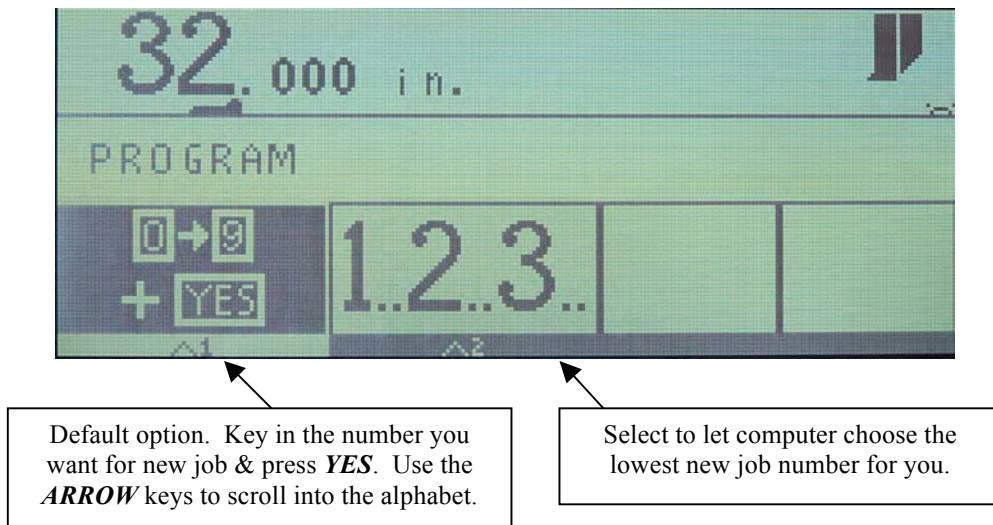 32.000 in.
PROGRAM
0→9
+ YES
1..2..3..
^1
^2
Default option. Key in the number you
want for new job & press YES. Use the
ARROW keys to scroll into the alphabet.
Select to let computer choose the
lowest new job number for you.